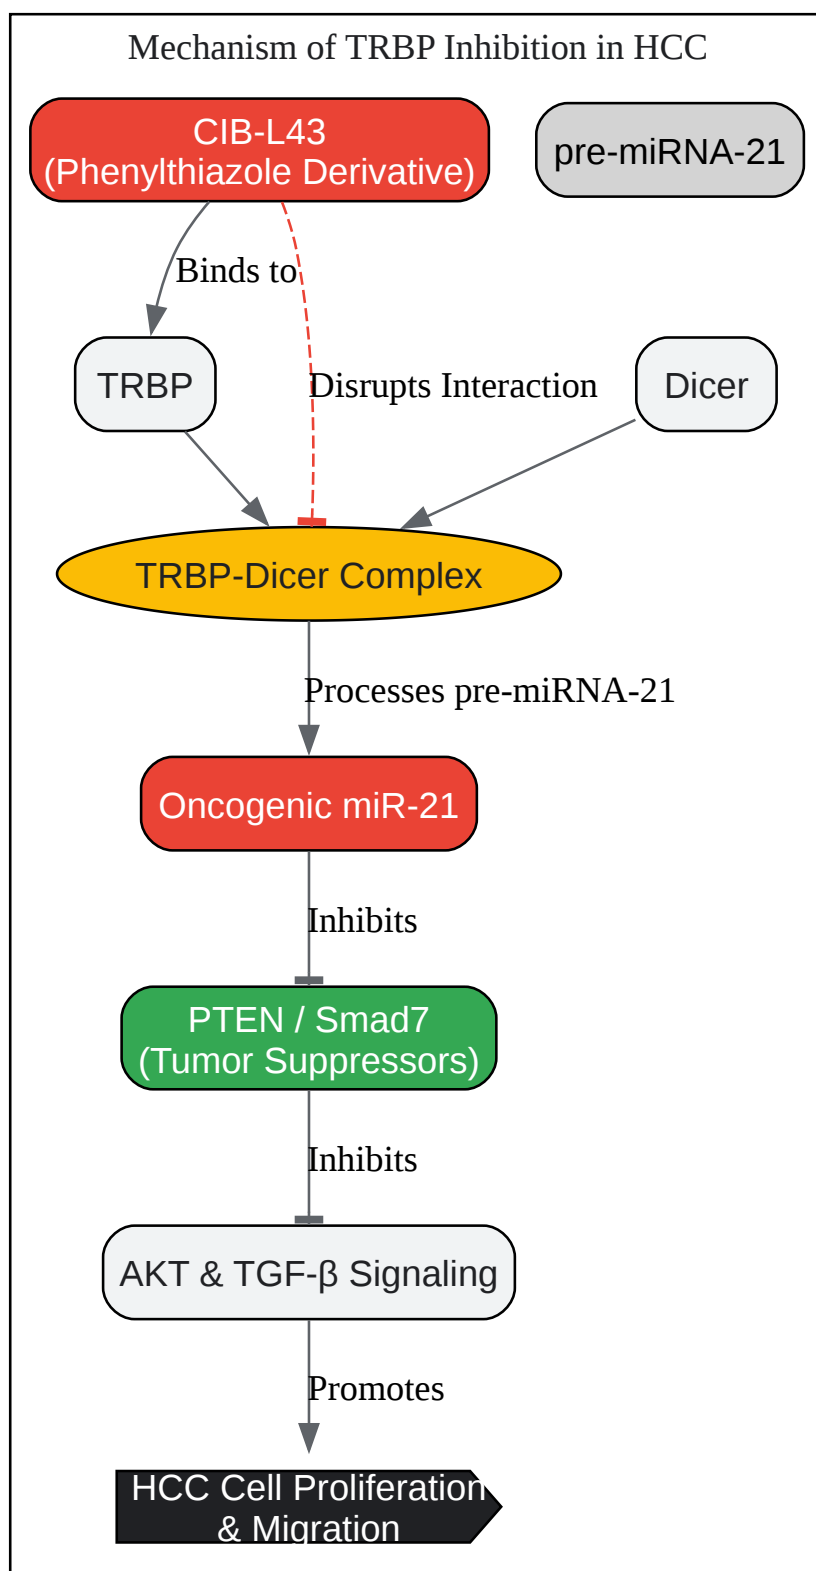 Mechanism of TRBP Inhibition in HCC
CIB-L43
(Phenylthiazole Derivative)
pre-miRNA-21
Binds to
TRBP
Disrupts Interaction
Dicer
TRBP-Dicer Complex
Processes pre-miRNA-21
Oncogenic miR-21
Inhibits
PTEN / Smad7
(Tumor Suppressors)
Inhibits
AKT & TGF-β Signaling
Promotes
HCC Cell Proliferation
& Migration